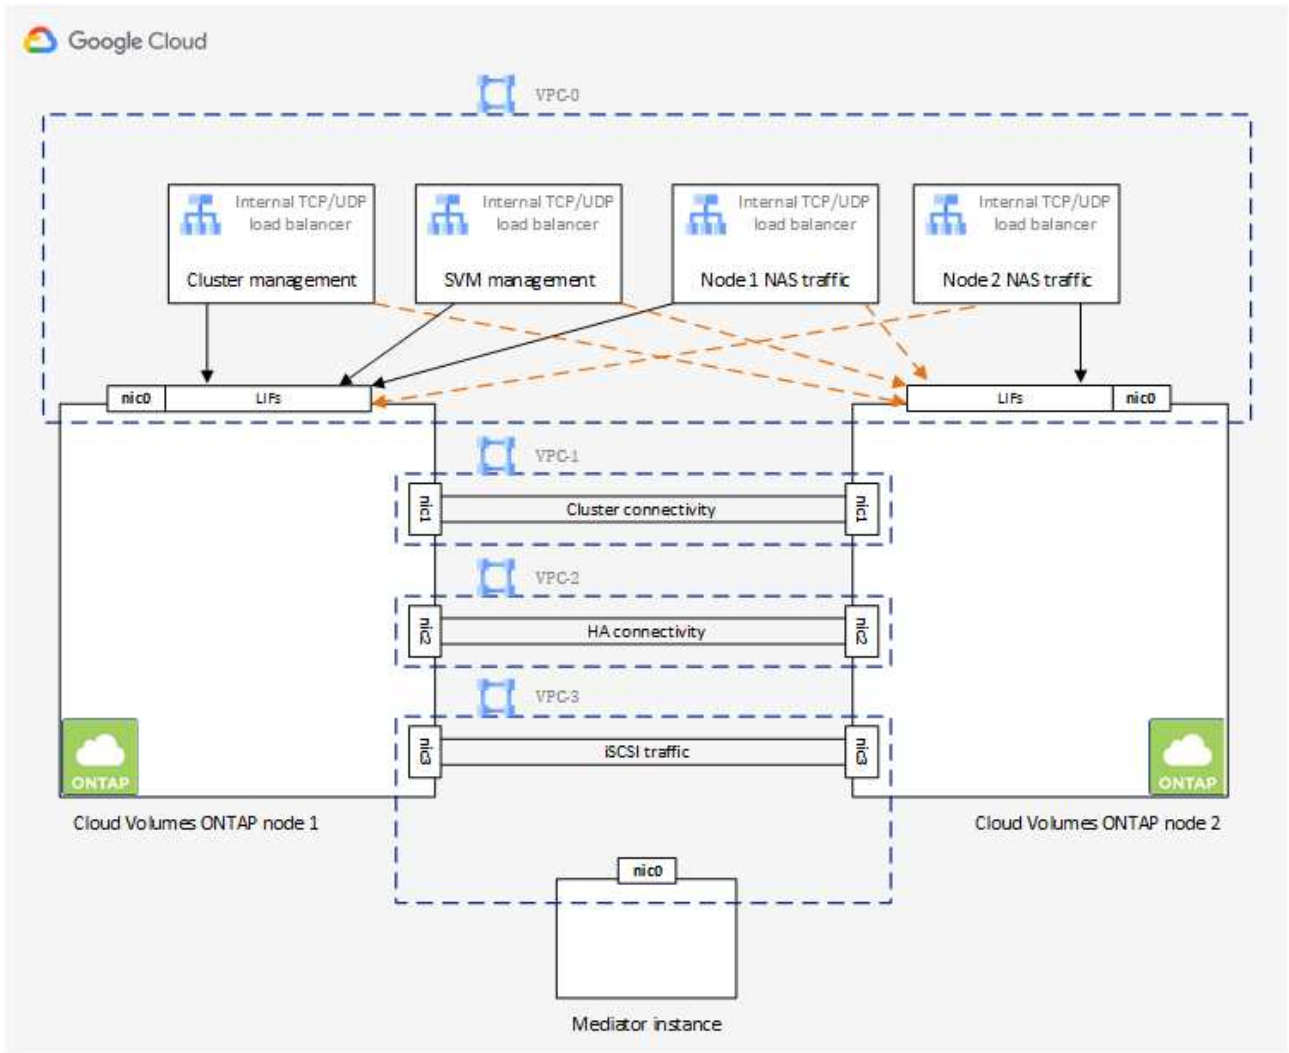 Google Cloud
VPC-0
Internal TCP/UDP
load balancer
Cluster management
Internal TCP/UDP
load balancer
SVM management
Internal TCP/UDP
load balancer
Node 1 NAS traffic
Internal TCP/UDP
load balancer
Node 2 NAS traffic
nic0
LIFs
LIFs
nic0
VPC-1
nic1
Cluster connectivity
nic1
VPC-2
nic2
HA connectivity
nic2
VPC-3
nic3
iSCSI traffic
nic3
ONTAP
ONTAP
Cloud Volumes ONTAP node 1
Cloud Volumes ONTAP node 2
nic0
Mediator instance